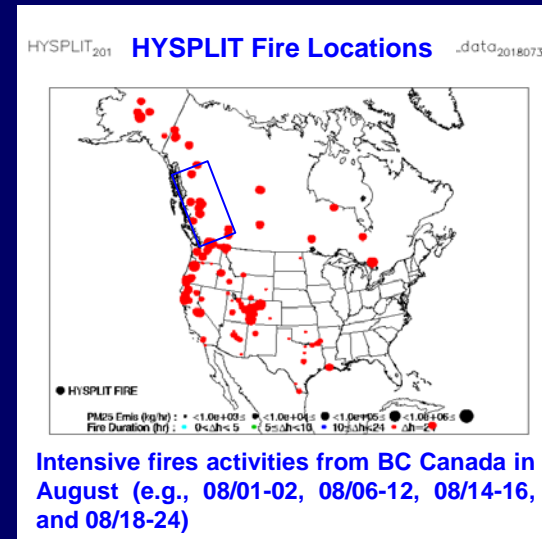 HYSPLIT201 HYSPLIT Fire Locations _data2018073
HYSPLIT FIRE
PM25 Emis (kg/hr) : <1.0e+03≤ <1.0e+04≤ <1.0e+05≤ <1.0e+06≤
Fire Duration (hr) : 0<Δh<5 5≤Δh<10 10≤Δh<24 Δh=24
Intensive fires activities from BC Canada in
August (e.g., 08/01-02, 08/06-12, 08/14-16,
and 08/18-24)